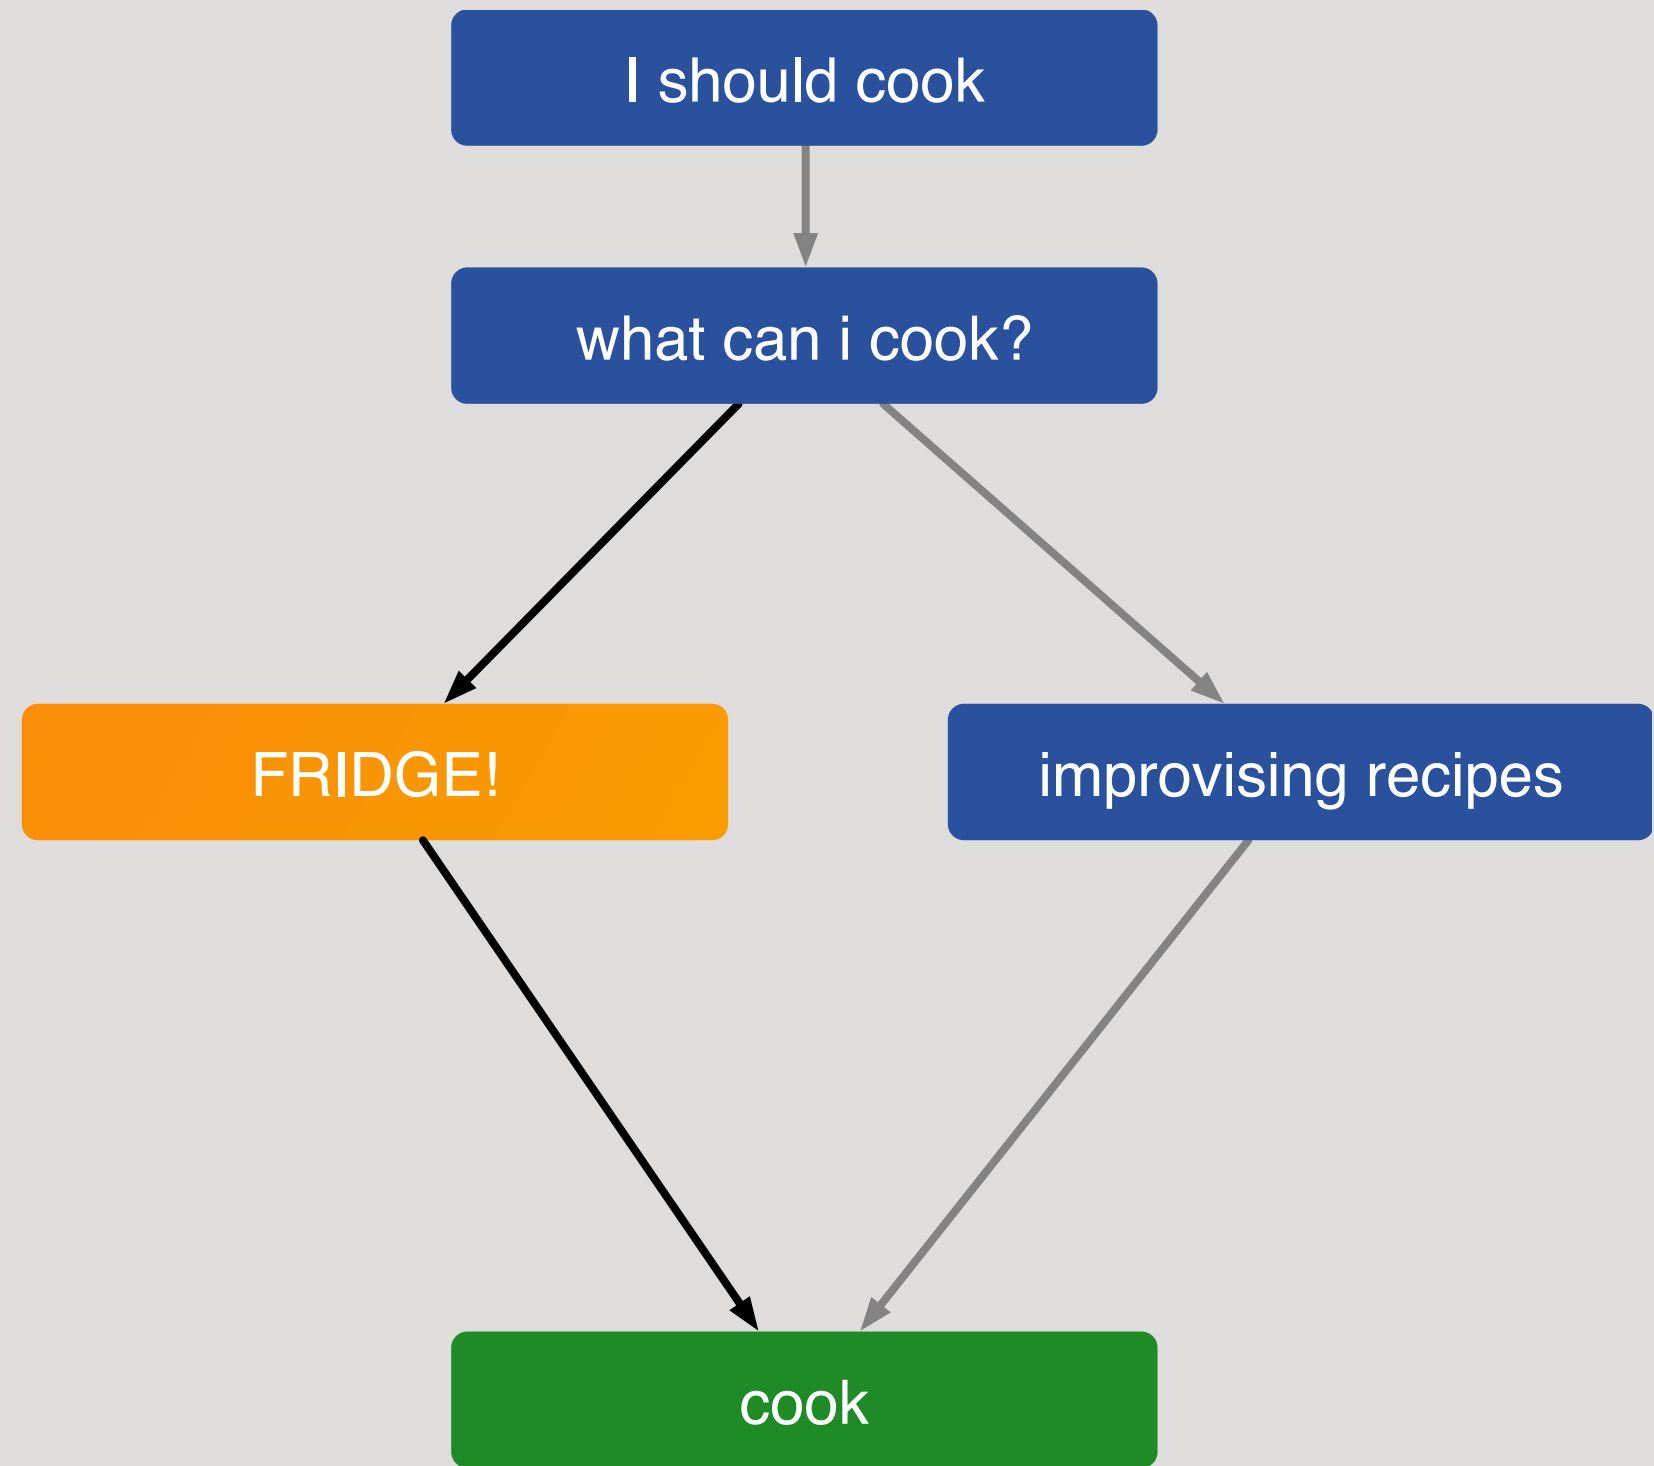 I should cook
what can i cook?
FRIDGE!
improvising recipes
cook